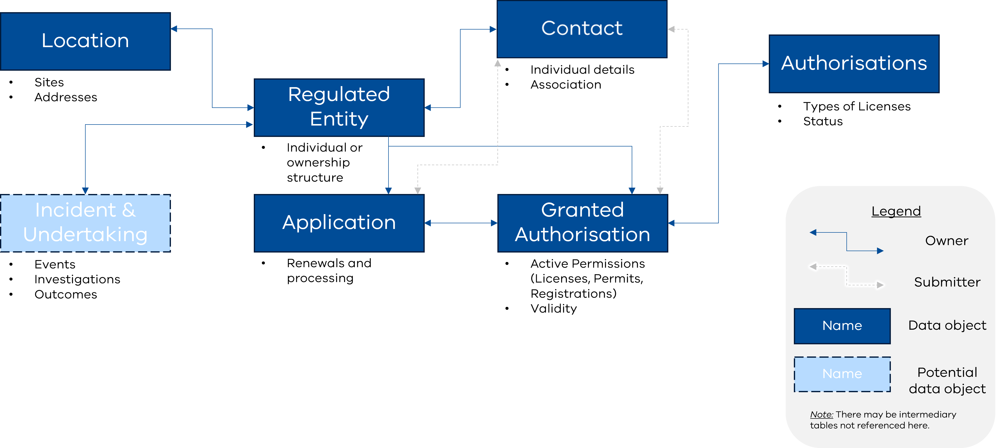 Location
• Sites
• Addresses
Contact
• Individual details
• Association
Authorisations
• Types of Licenses
• Status
Regulated
Entity
• Individual or
ownership
structure
Incident &
Undertaking
• Events
• Investigations
• Outcomes
Application
• Renewals and
processing
Granted
Authorisation
• Active Permissions
(Licenses, Permits,
Registrations)
• Validity
Legend
Owner
Submitter
Name
Data object
Name
Potential
data object
Note: There may be intermediary
tables not referenced here.